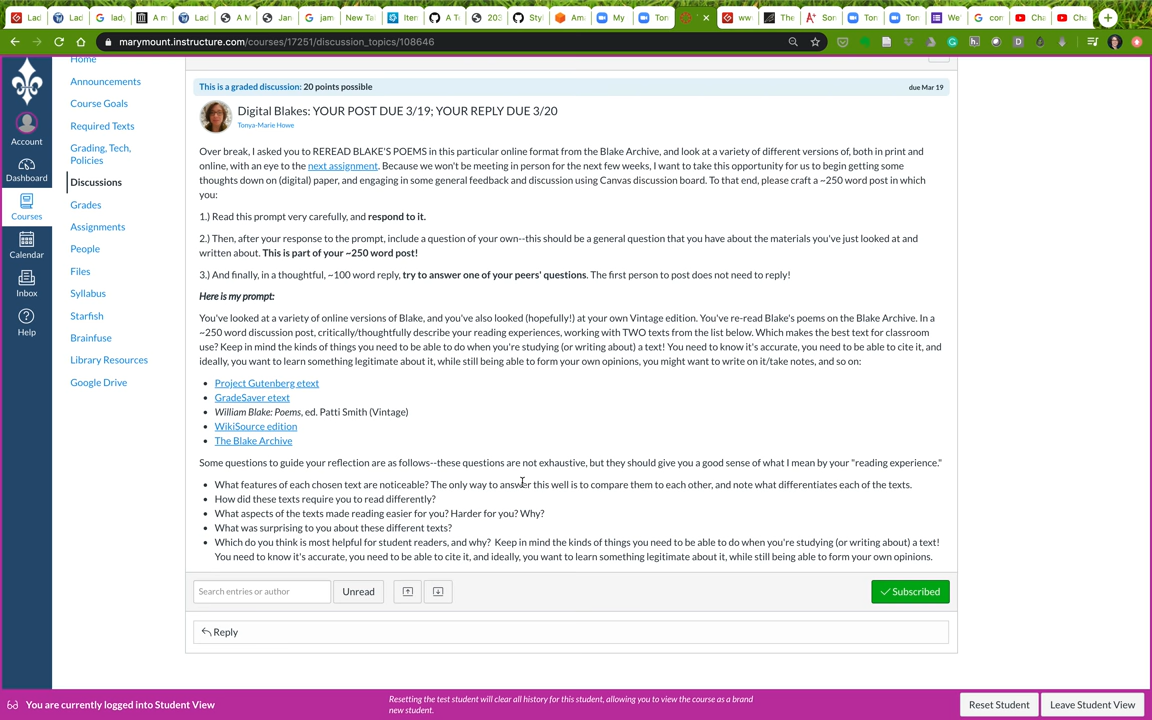 Lad
Lad
lady
A m
Lad
A M
Jan
jam
New Ta
Iten
A T
202
Styl
Ama
My
Ton
ww
The
Son
Ton
Ton
We
con
Cha
Cha
marymount.instructure.com/courses/17251/discussion_topics/108646
Account
Dashboard
Courses
Calendar
Inbox
Help
Home
Announcements
Course Goals
Required Texts
Grading, Tech,
Policies
Discussions
Grades
Assignments
People
Files
Syllabus
Starfish
Brainfuse
Library Resources
Google Drive
This is a graded discussion: 20 points possible due Mar 19
Digital Blakes: YOUR POST DUE 3/19; YOUR REPLY DUE 3/20
Tonya-Marie Howe
Over break, I asked you to REREAD BLAKE'S POEMS in this particular online format from the Blake Archive, and look at a variety of different versions of, both in print and
online, with an eye to the next assignment. Because we won't be meeting in person for the next few weeks, I want to take this opportunity for us to begin getting some
thoughts down on (digital) paper, and engaging in some general feedback and discussion using Canvas discussion board. To that end, please craft a ~250 word post in which
you:
1.) Read this prompt very carefully, and respond to it.
2.) Then, after your response to the prompt, include a question of your own--this should be a general question that you have about the materials you've just looked at and
written about. This is part of your ~250 word post!
3.) And finally, in a thoughtful, ~100 word reply, try to answer one of your peers' questions. The first person to post does not need to reply!
Here is my prompt:
You've looked at a variety of online versions of Blake, and you've also looked (hopefully!) at your own Vintage edition. You've re-read Blake's poems on the Blake Archive. In a
~250 word discussion post, critically/thoughtfully describe your reading experiences, working with TWO texts from the list below. Which makes the best text for classroom
use? Keep in mind the kinds of things you need to be able to do when you're studying (or writing about) a text! You need to know it's accurate, you need to be able to cite it, and
ideally, you want to learn something legitimate about it, while still being able to form your own opinions, you might want to write on it/take notes, and so on:
Project Gutenberg etext
GradeSaver etext
William Blake: Poems, ed. Patti Smith (Vintage)
WikiSource edition
The Blake Archive
Some questions to guide your reflection are as follows--these questions are not exhaustive, but they should give you a good sense of what I mean by your "reading experience."
What features of each chosen text are noticeable? The only way to answer this well is to compare them to each other, and note what differentiates each of the texts.
How did these texts require you to read differently?
What aspects of the texts made reading easier for you? Harder for you? Why?
What was surprising to you about these different texts?
Which do you think is most helpful for student readers, and why? Keep in mind the kinds of things you need to be able to do when you're studying (or writing about) a text!
You need to know it's accurate, you need to be able to cite it, and ideally, you want to learn something legitimate about it, while still being able to form your own opinions.
Search entries or author
Unread
Subscribed
Reply
You are currently logged into Student View
Resetting the test student will clear all history for this student, allowing you to view the course as a brand
new student.
Reset Student
Leave Student View